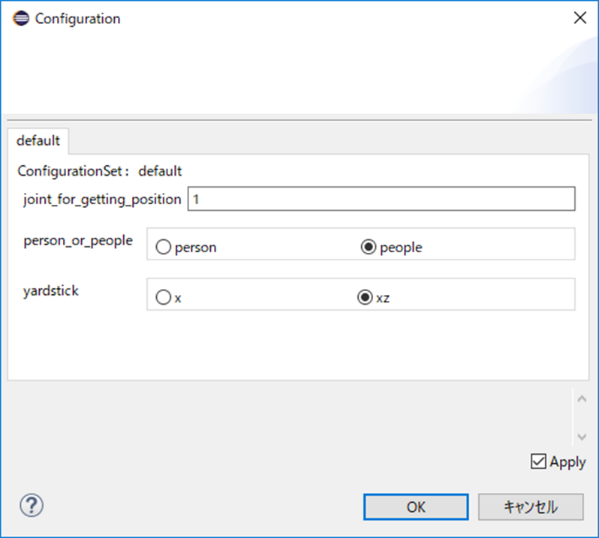 Configuration
default
ConfigurationSet : default
joint_for_getting_position 1
person_or_people person people
yardstick x xz
Apply
OK キャンセル